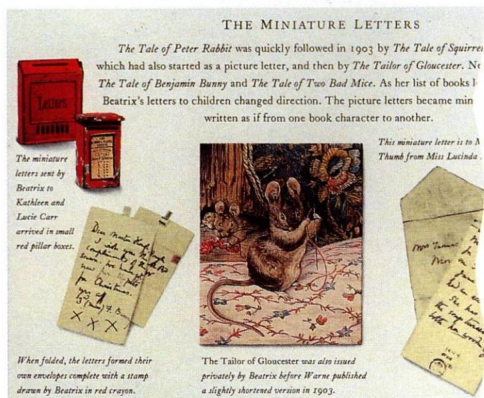 THE MINIATURE LETTERS
The Tale of Peter Rabbit was quickly followed in 1903 by The Tale of Squirre
which had also started as a picture letter, and then by The Tailor of Gloucester. Ne
The Tale of Benjamin Bunny and The Tale of Two Bad Mice. As her list of books l
Beatrix's letters to children changed direction. The picture letters became min
written as if from one book character to another.
Letters
The miniature
letters sent by
Beatrix to
Kathleen and
Lucie Carr
arrived in small
red pillar boxes.
This miniature letter is to M
Thumb from Miss Lucinda
for Christmas.
X X X
When folded, the letters formed their
own envelopes complete with a stamp
drawn by Beatrix in red crayon.
The Tailor of Gloucester was also issued
privately by Beatrix before Warne published
a slightly shortened version in 1903.